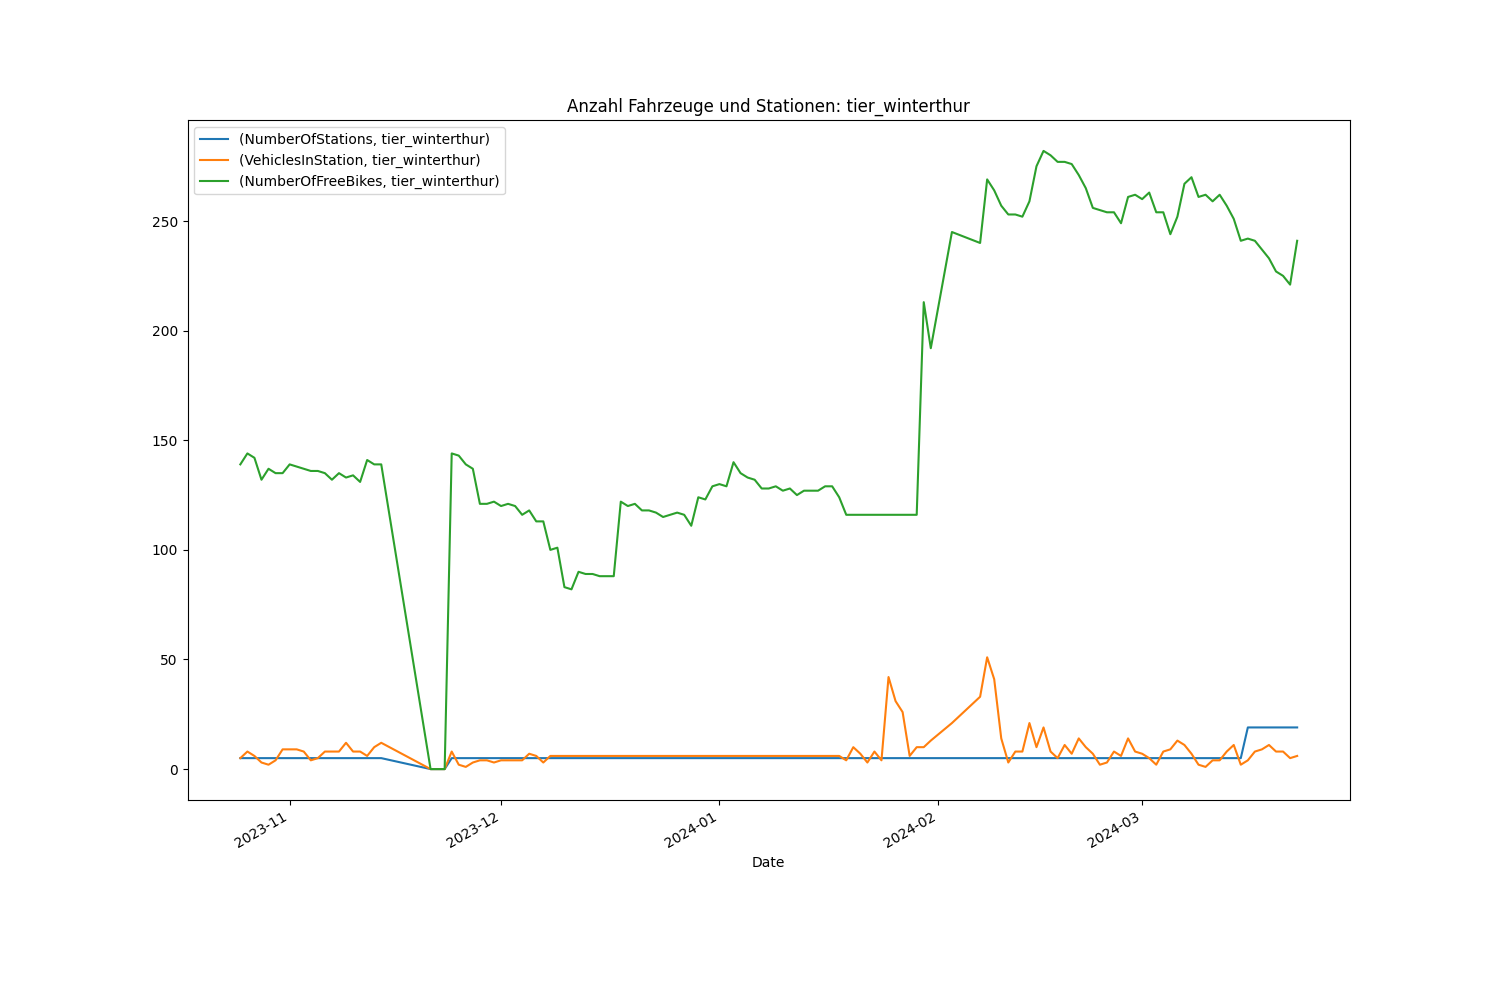 Anzahl Fahrzeuge und Stationen: tier_winterthur
(NumberOfStations, tier_winterthur)
(VehiclesInStation, tier_winterthur)
(NumberOfFreeBikes, tier_winterthur)
250
200
150
100
50
0
2023-11
2023-12
2024-01
2024-02
2024-03
Date